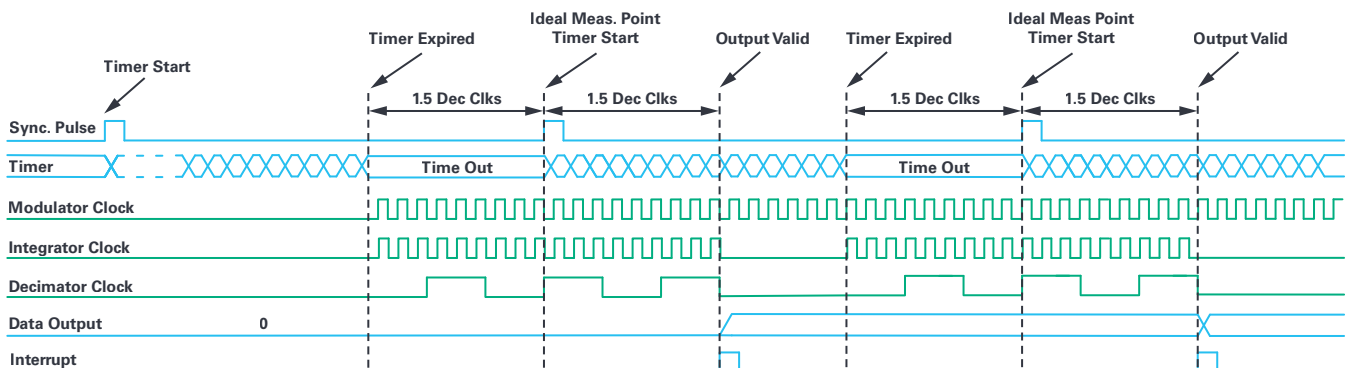 Ideal Meas. Point
Timer Start
Ideal Meas Point
Timer Start
Timer Expired
Output Valid
Timer Expired
Output Valid
Timer Start
1.5 Dec Clks
1.5 Dec Clks
1.5 Dec Clks
1.5 Dec Clks
Sync. Pulse
Timer
Time Out
Time Out
Modulator Clock
Integrator Clock
Decimator Clock
Data Output
0
Interrupt